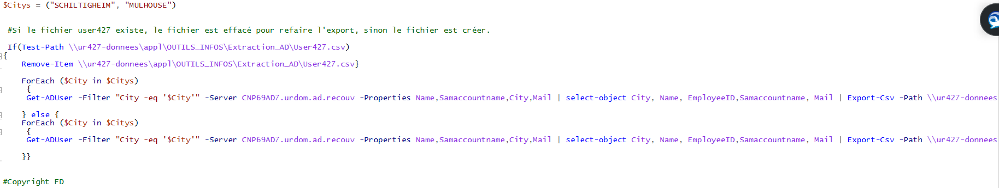 $Citys = ("SCHILTIGHEIM", "MULHOUSE")
#Si le fichier user427 existe, le fichier est effacé pour refaire l'export, sinon le fichier est créer.
If(Test-Path \\ur427-donnees\appl\OUTILS_INFOS\Extraction_AD\User427.csv)
{
Remove-Item \\ur427-donnees\appl\OUTILS_INFOS\Extraction_AD\User427.csv}
ForEach ($City in $Citys)
{
Get-ADUser -Filter "City -eq '$City'" -Server CNP69AD7.urdom.ad.recouv -Properties Name,Samaccountname,City,Mail | select-object City, Name, EmployeeID,Samaccountname, Mail | Export-Csv -Path \\ur427-donnees
} else {
ForEach ($City in $Citys)
{
Get-ADUser -Filter "City -eq '$City'" -Server CNP69AD7.urdom.ad.recouv -Properties Name,Samaccountname,City,Mail | select-object City, Name, EmployeeID,Samaccountname, Mail | Export-Csv -Path \\ur427-donnees
}}
#Copyright FD